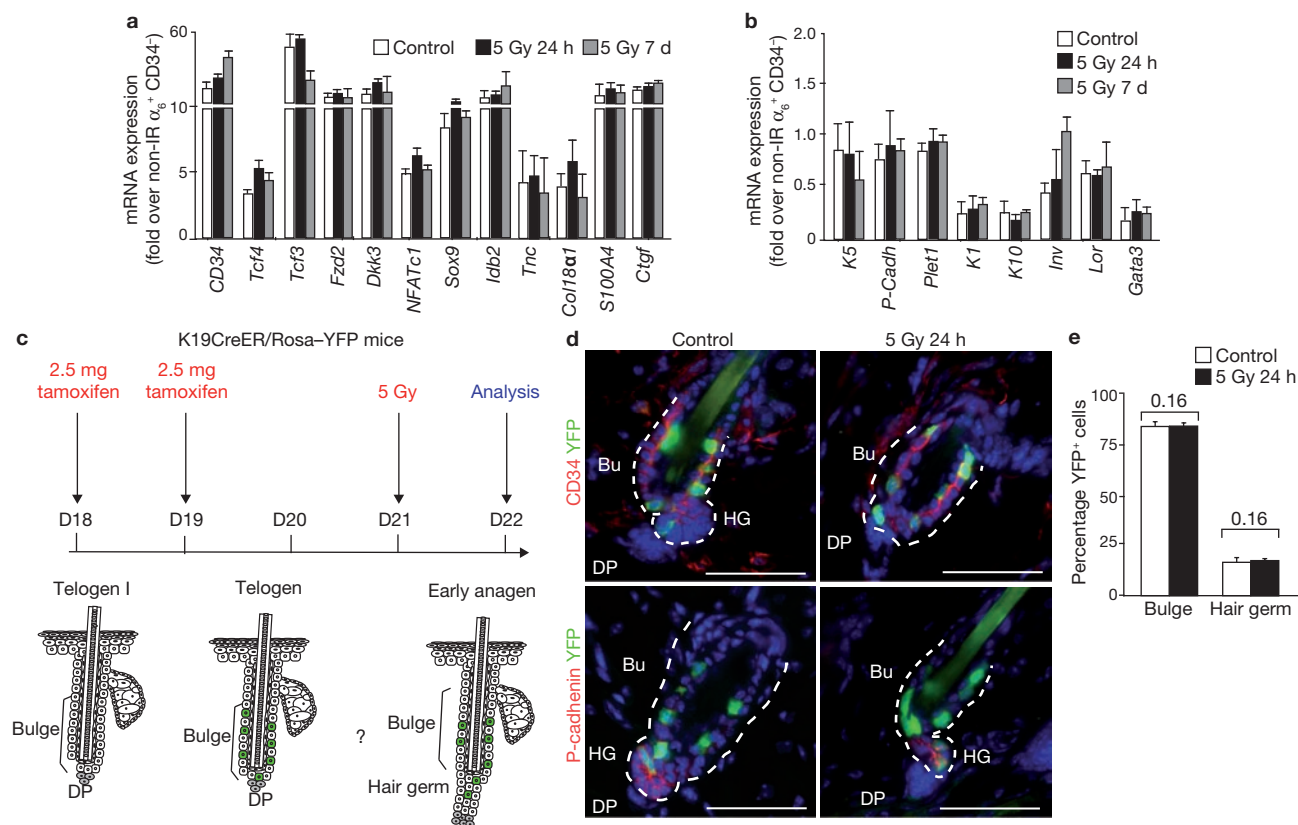 a
mRNA expression
(fold over non-IR α6+ CD34–)
60
10
5
0
Control
5 Gy 24 h
5 Gy 7 d
CD34
Tcf4
Tcf3
Fzd2
Dkk3
NFATc1
Sox9
Idb2
Tnc
Col18α1
S100A4
Ctgf
b
mRNA expression
(fold over non-IR α6+ CD34–)
2.0
1.5
1.0
0.5
0
Control
5 Gy 24 h
5 Gy 7 d
K5
P-Cadh
Plet1
K1
K10
Inv
Lor
Gata3
c
K19CreER/Rosa–YFP mice
2.5 mg
tamoxifen
2.5 mg
tamoxifen
5 Gy
Analysis
D18
D19
D20
D21
D22
Telogen I
Telogen
Early anagen
Bulge
DP
Bulge
DP
?
Bulge
Hair germ
d
Control
5 Gy 24 h
CD34 YFP
Bu
HG
DP
Bu
DP
P-cadhenin YFP
Bu
HG
DP
Bu
HG
DP
e
Control
5 Gy 24 h
Percentage YFP+ cells
100
75
50
25
0
0.16
0.16
Bulge
Hair germ